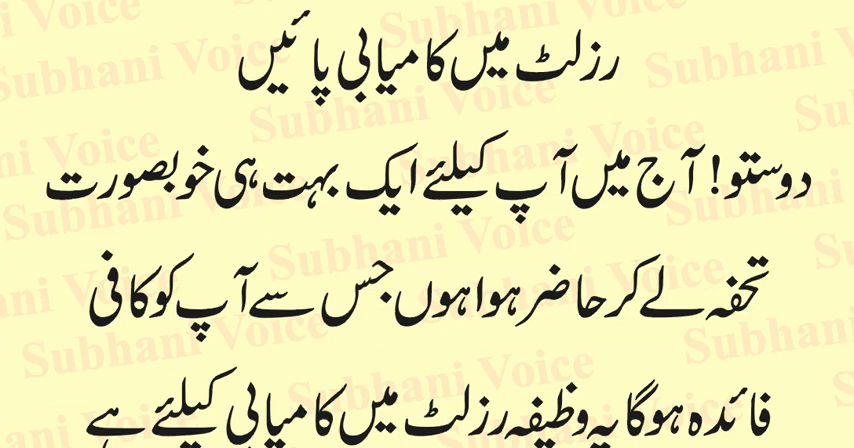 رزلٹ میں کامیابی پائیں
دوستو! آج میں آپ کیلئے ایک بہت ہی خوبصورت
تحفہ لے کر حاضر ہوا ہوں جس سے آپ کو کافی
فائدہ ہوگا یہ وظیفہ رزلٹ میں کامیابی کیلئے ہے
Subhani Voice